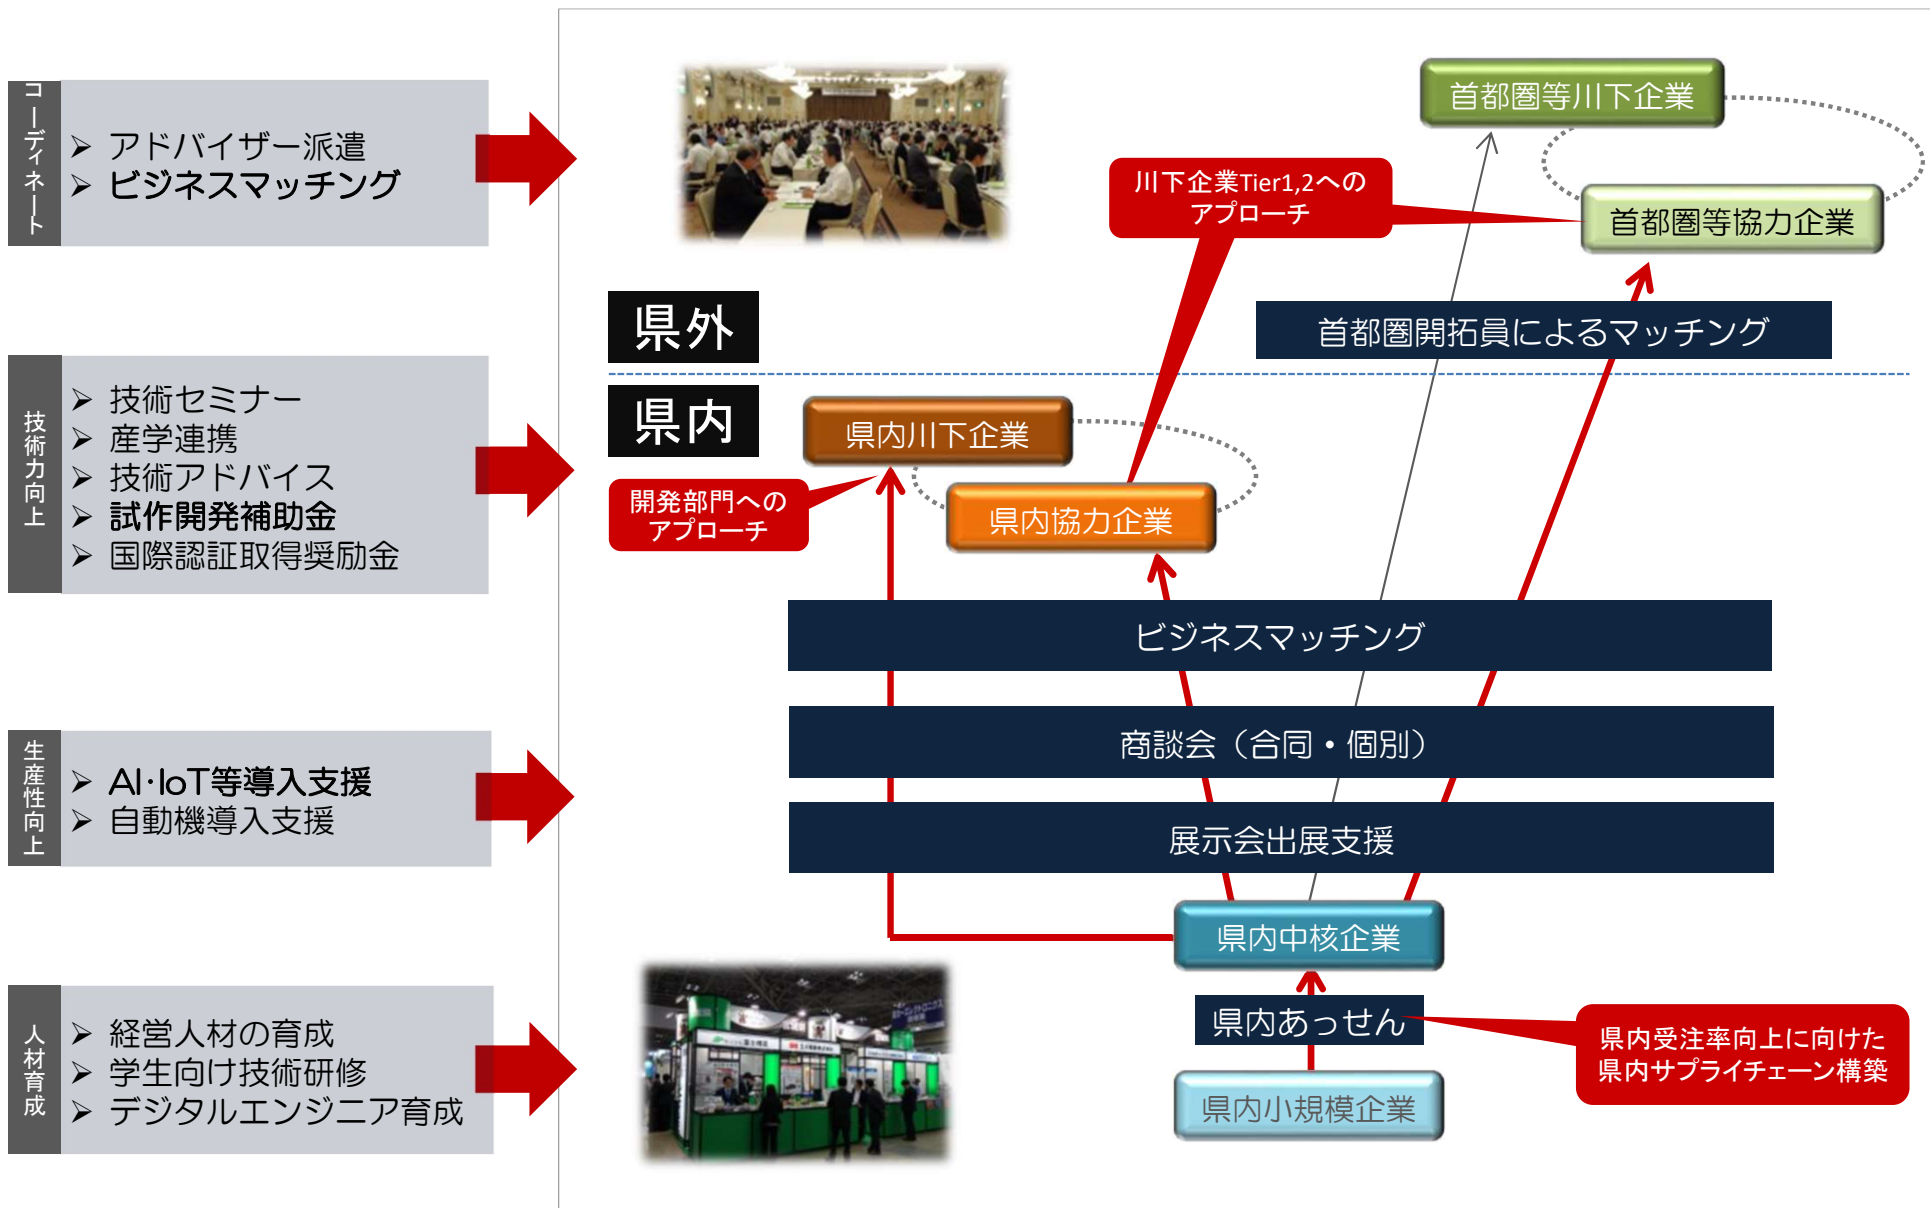 コーディネート
アドバイザー派遣
ビジネスマッチング
技術力向上
技術セミナー
産学連携
技術アドバイス
試作開発補助金
国際認証取得奨励金
生産性向上
AI・IoT等導入支援
自動機導入支援
人材育成
経営人材の育成
学生向け技術研修
デジタルエンジニア育成
首都圏等川下企業
川下企業Tier1,2への
アプローチ
首都圏等協力企業
県外
首都圏開拓員によるマッチング
県内
県内川下企業
開発部門への
アプローチ
県内協力企業
ビジネスマッチング
商談会（合同・個別）
展示会出展支援
県内中核企業
県内あっせん
県内受注率向上に向けた
県内サプライチェーン構築
県内小規模企業